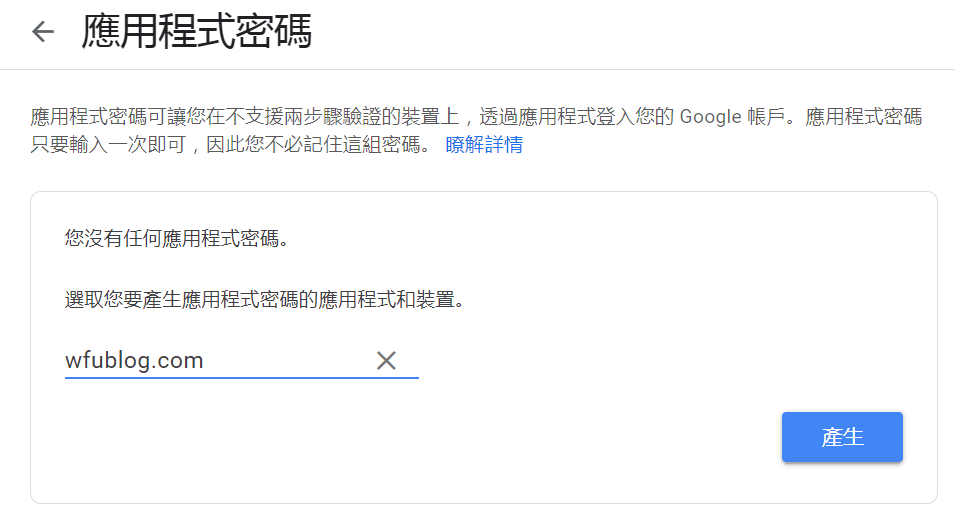 應用程式密碼
應用程式密碼可讓您在不支援兩步驟驗證的裝置上，透過應用程式登入您的 Google 帳戶。應用程式密碼
只要輸入一次即可，因此您不必記住這組密碼。 瞭解詳情
您沒有任何應用程式密碼。
選取您要產生應用程式密碼的應用程式和裝置。
wfublog.com
產生